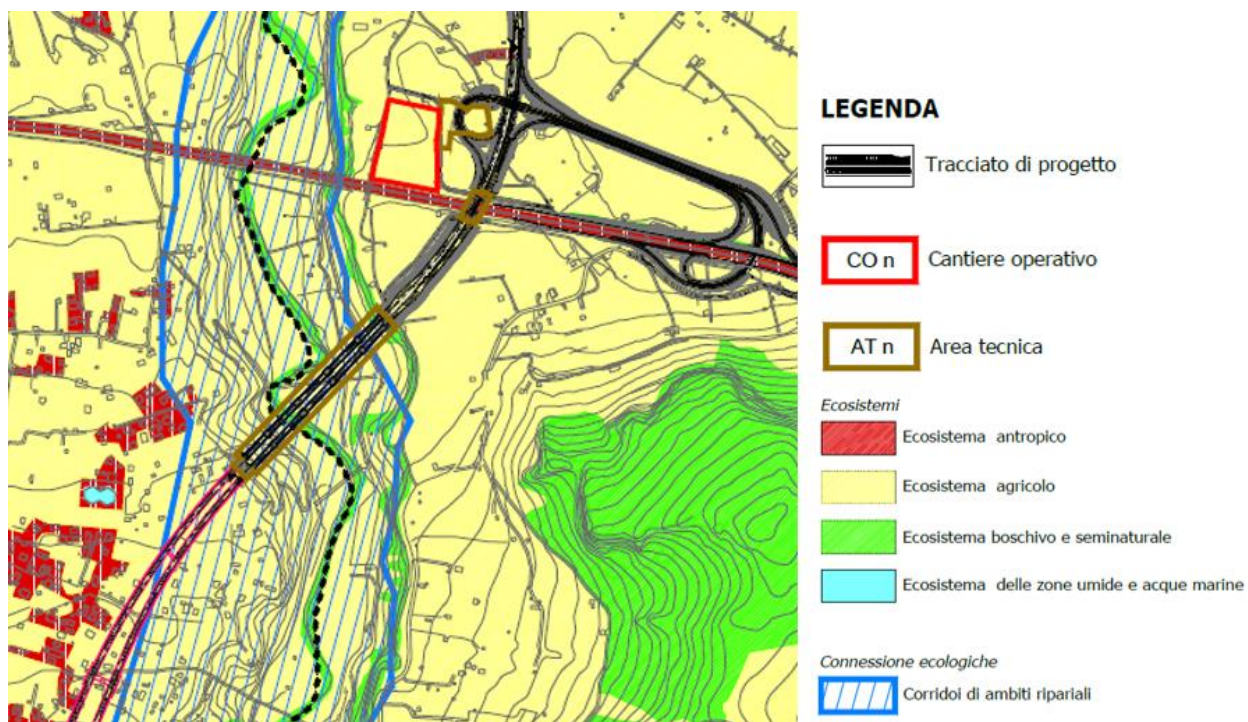 LEGENDA
Tracciato di progetto
CO n Cantiere operativo
AT n Area tecnica
Ecosistemi
Ecosistema antropico
Ecosistema agricolo
Ecosistema boschivo e seminaturale
Ecosistema delle zone umide e acque marine
Connessione ecologiche
Corridoi di ambiti ripariali